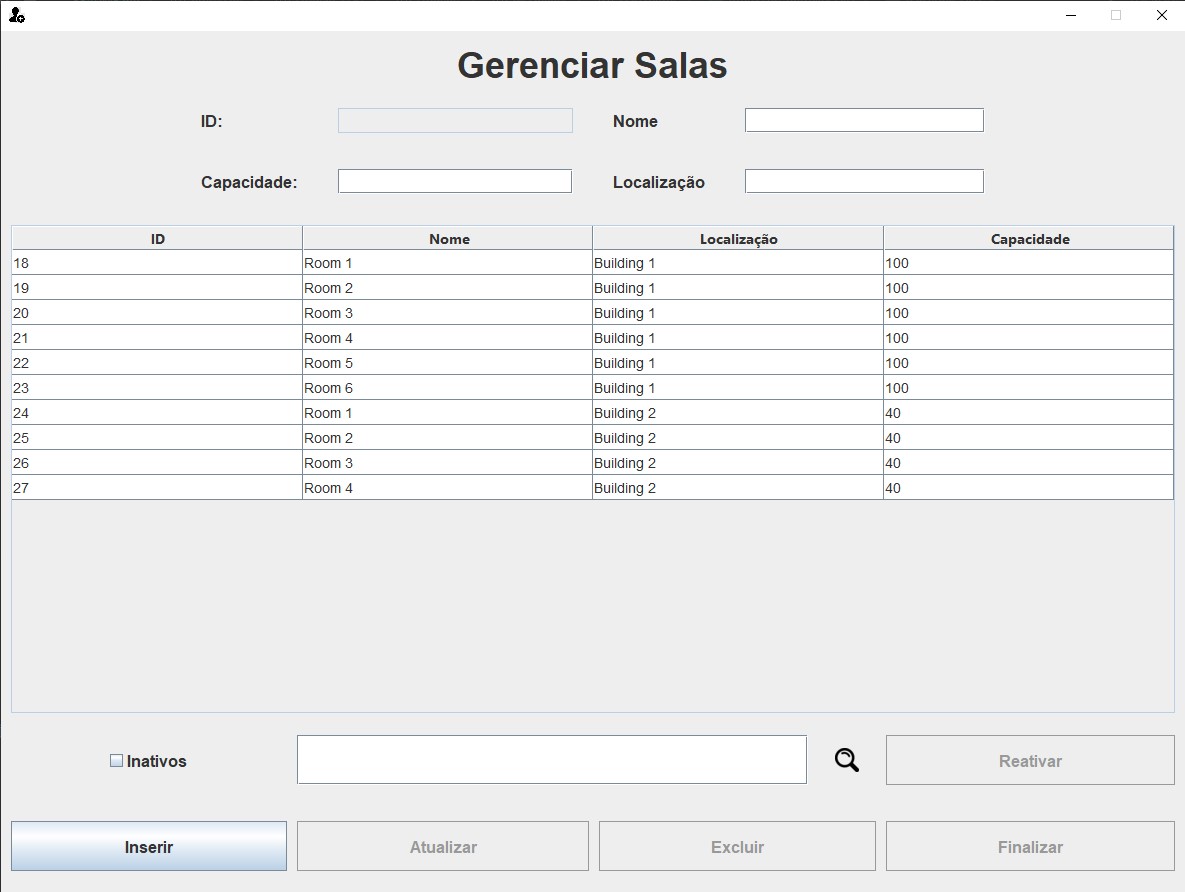 Gerenciar Salas
ID: Nome
Capacidade: Localização
ID Nome Localização Capacidade
18 Room 1 Building 1 100
19 Room 2 Building 1 100
20 Room 3 Building 1 100
21 Room 4 Building 1 100
22 Room 5 Building 1 100
23 Room 6 Building 1 100
24 Room 1 Building 2 40
25 Room 2 Building 2 40
26 Room 3 Building 2 40
27 Room 4 Building 2 40
Inativos Reativar
Inserir Atualizar Excluir Finalizar